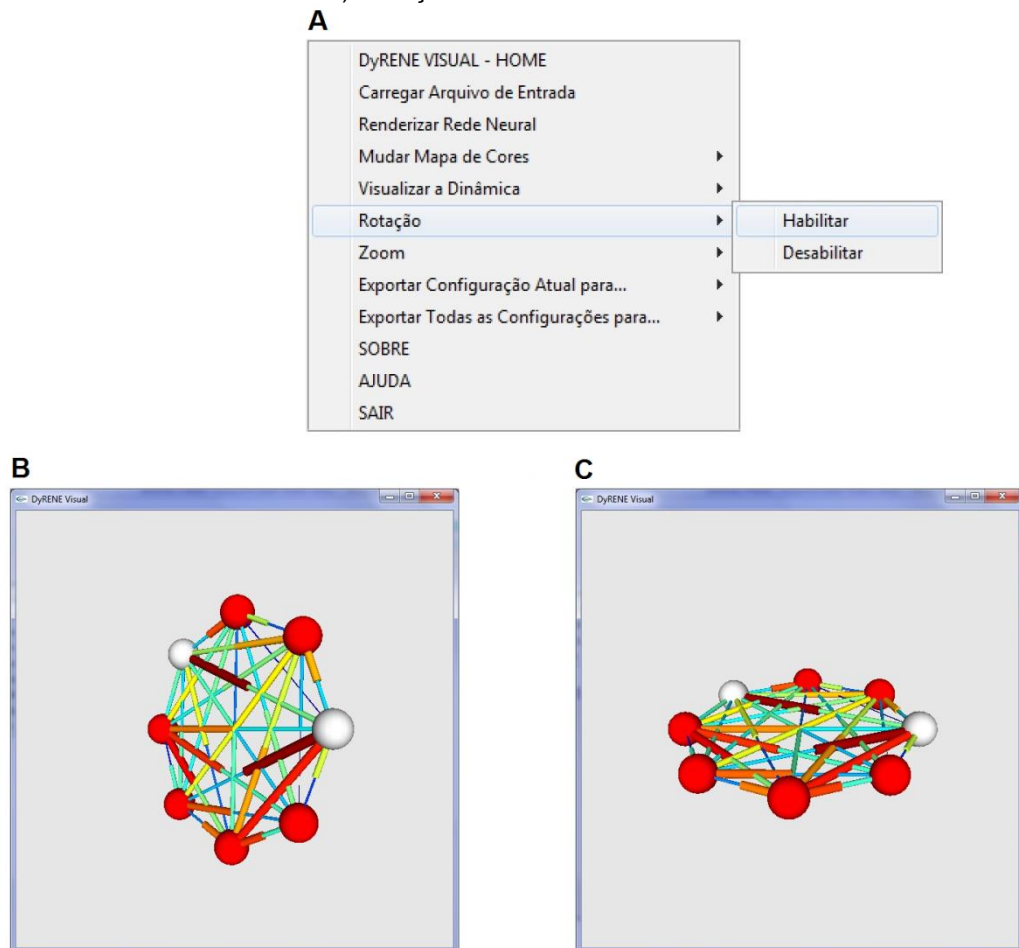 A
DyRENE VISUAL - HOME
Carregar Arquivo de Entrada
Renderizar Rede Neural
Mudar Mapa de Cores
Visualizar a Dinâmica
Rotação
Habilitar
Zoom
Desabilitar
Exportar Configuração Atual para...
Exportar Todas as Configurações para...
SOBRE
AJUDA
SAIR
B
DyRENE Visual
C
DyRENE Visual